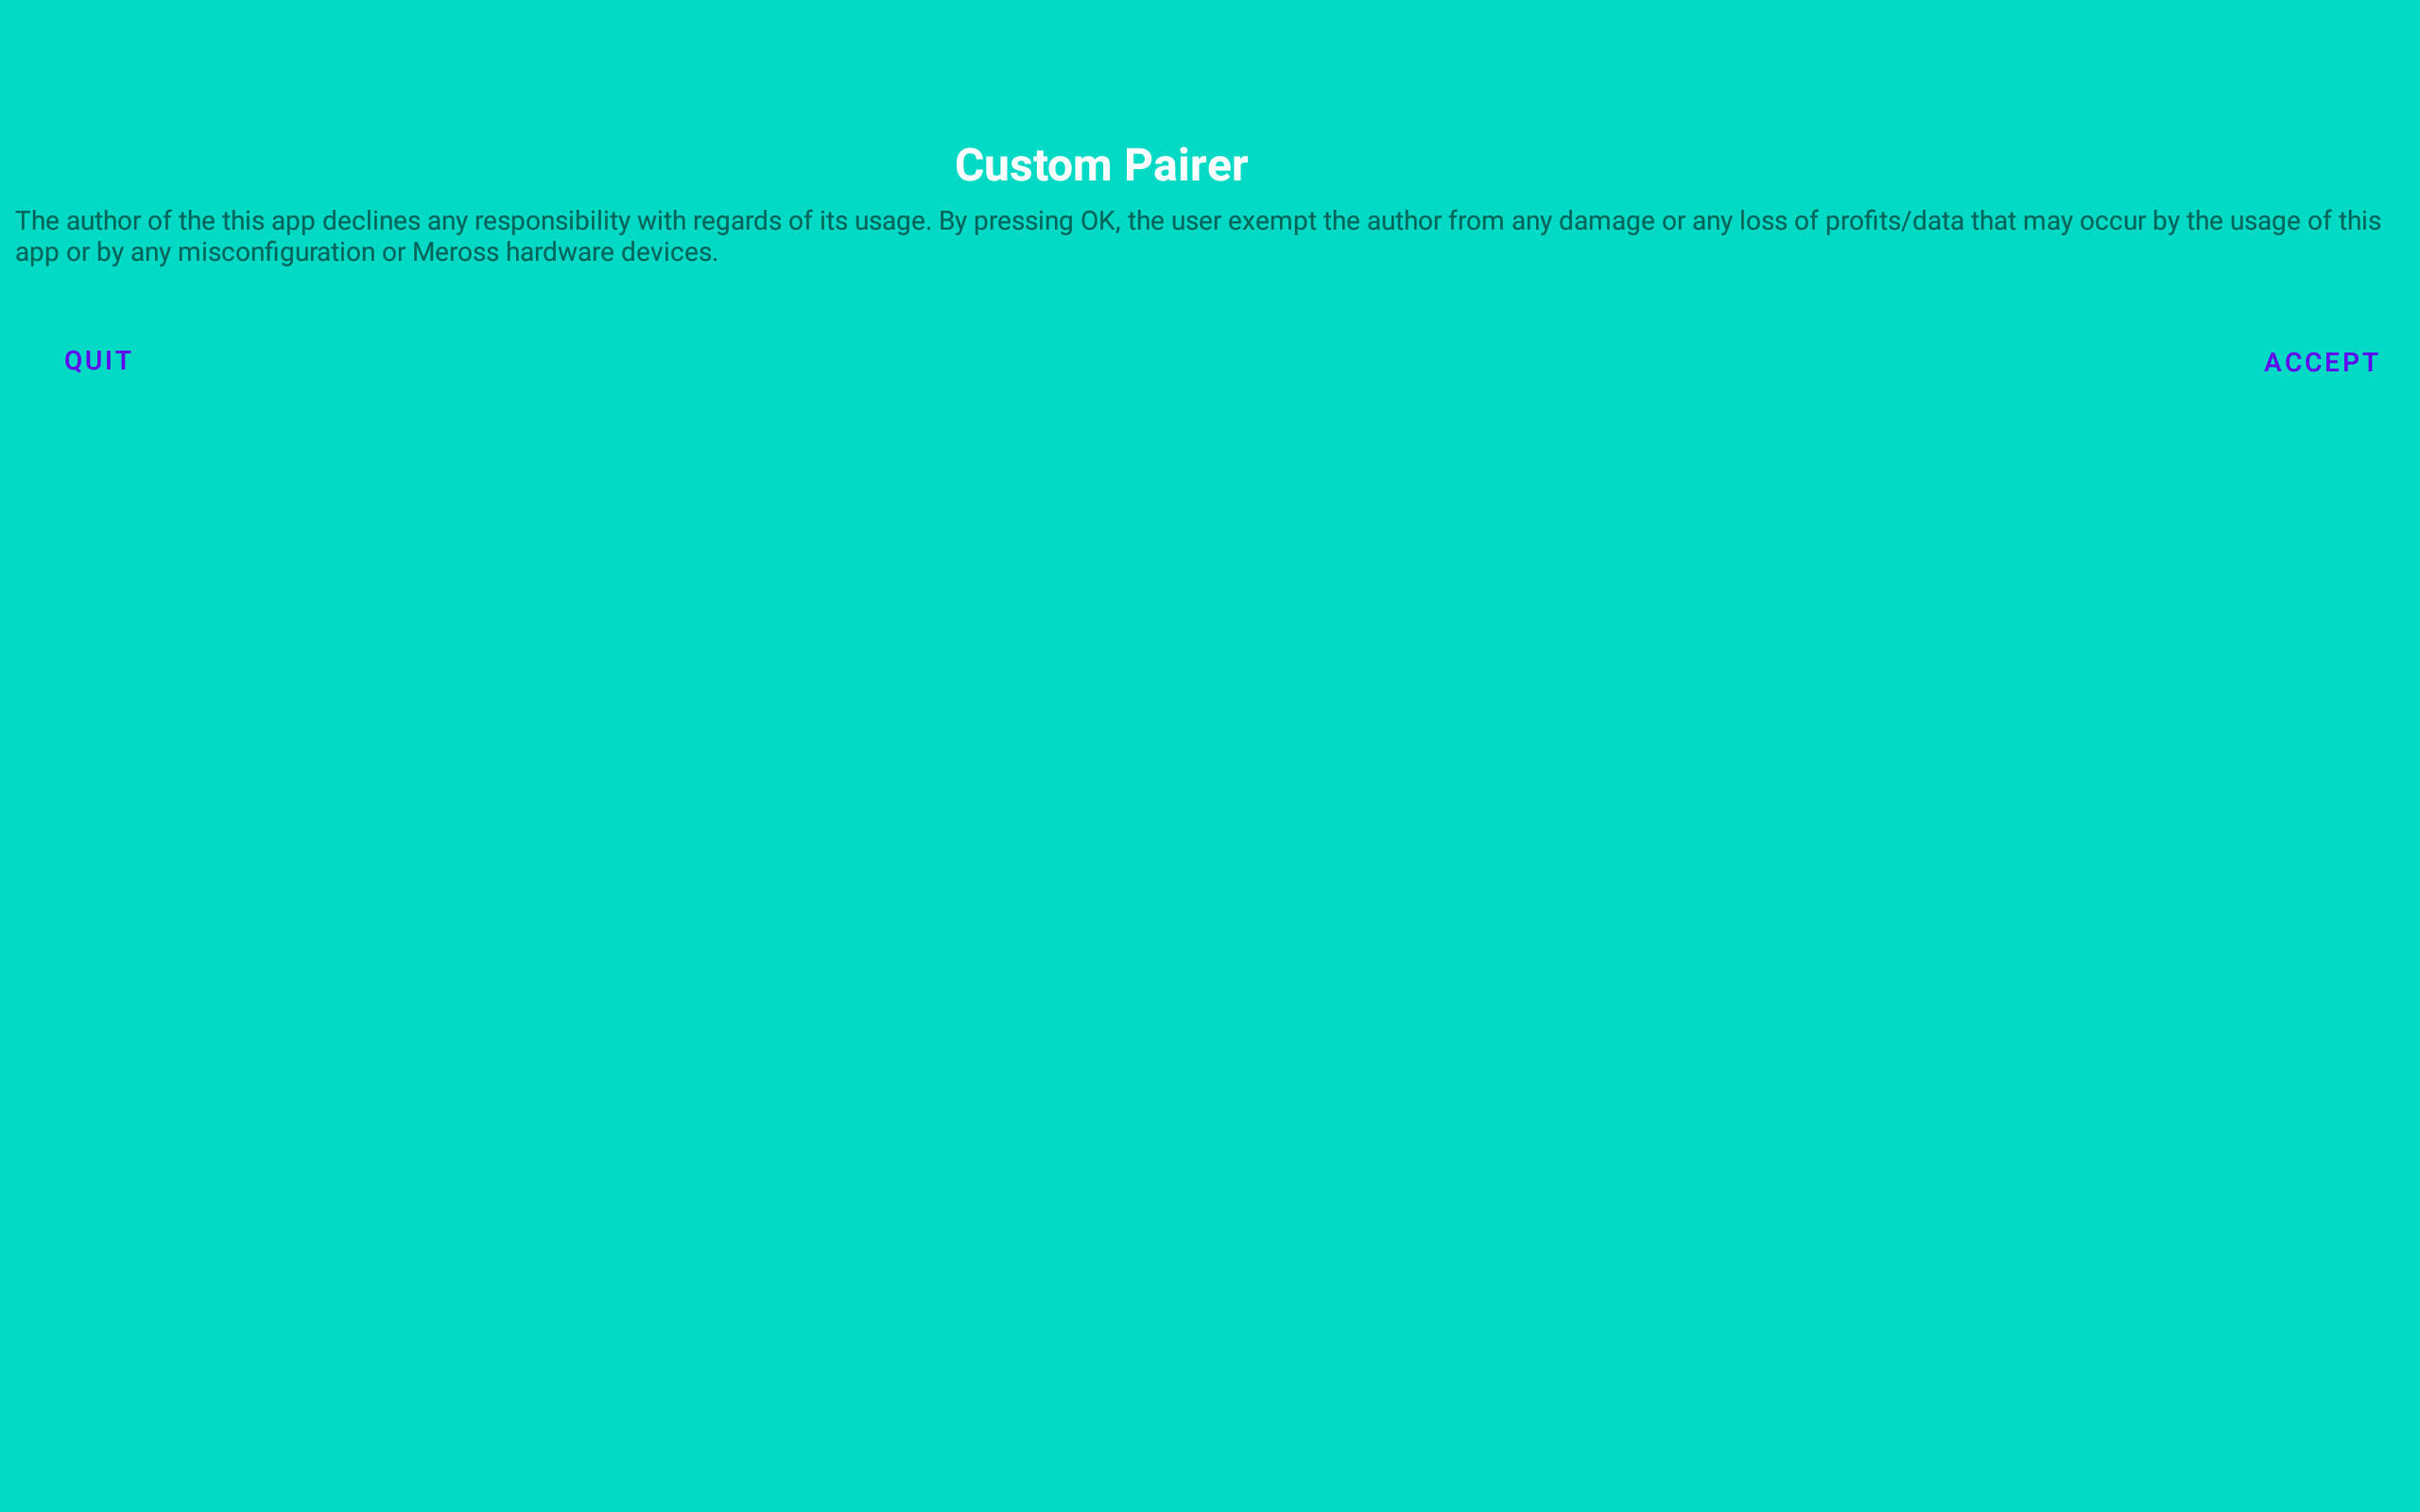 Custom Pairer
The author of the this app declines any responsibility with regards of its usage. By pressing OK, the user exempt the author from any damage or any loss of profits/data that may occur by the usage of this
app or by any misconfiguration or Meross hardware devices.
QUIT
ACCEPT